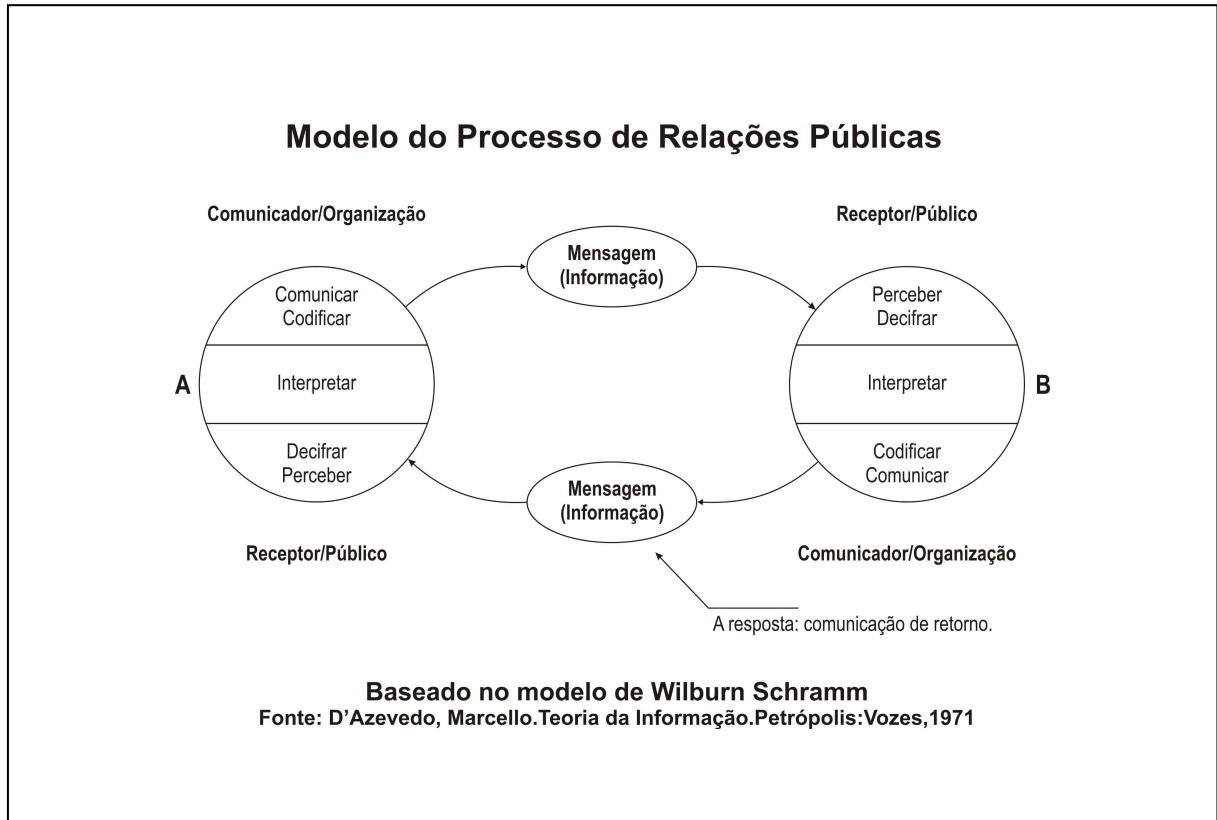 Modelo do Processo de Relações Públicas
Comunicador/Organização
Receptor/Público
Mensagem
(Informação)
Comunicar
Codificar
Perceber
Decifrar
A
Interpretar
Interpretar
B
Decifrar
Perceber
Codificar
Comunicar
Mensagem
(Informação)
Receptor/Público
Comunicador/Organização
A resposta: comunicação de retorno.
Baseado no modelo de Wilburn Schramm
Fonte: D’Azevedo, Marcello.Teoria da Informação.Petrópolis:Vozes,1971